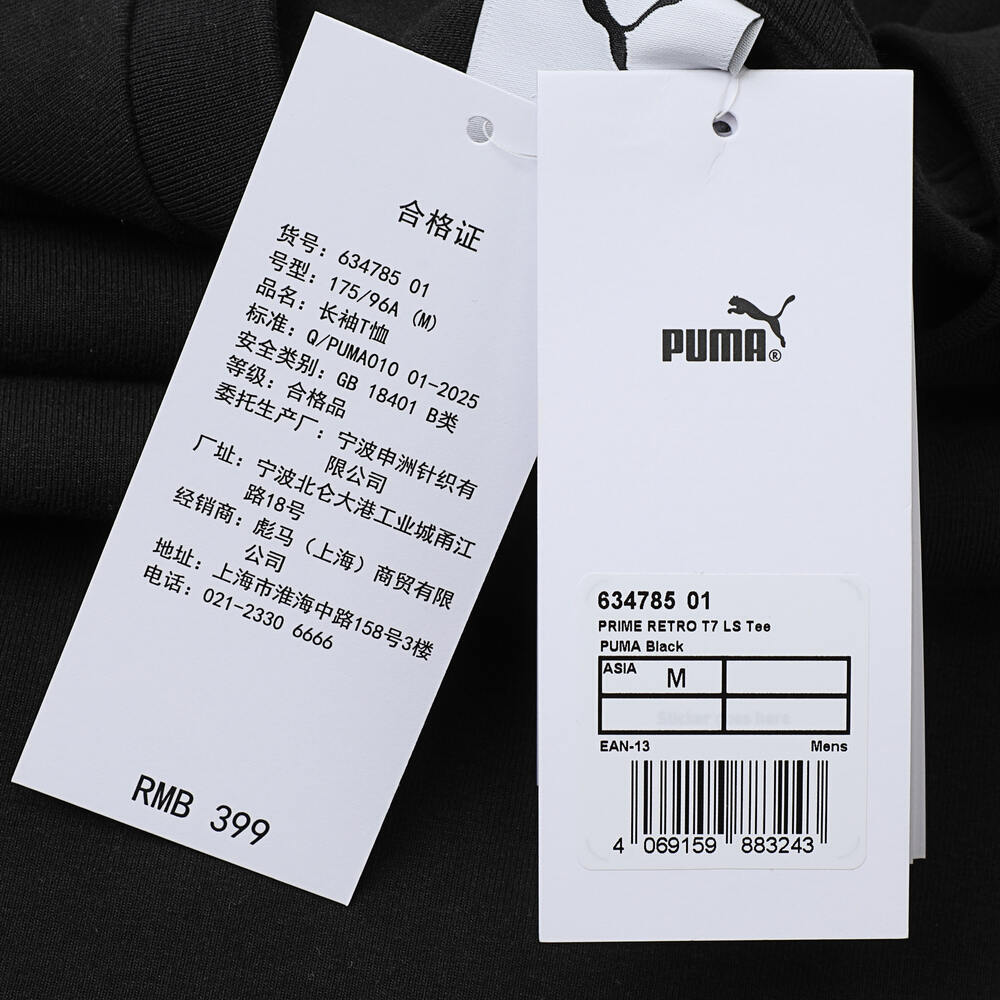 合格证
货号: 634785 01
号型: 175/96A (M)
品名: 长袖T恤
标准: Q/PUMA010 01-2025
安全类别: GB 18401 B类
等级: 合格品
委托生产厂: 宁波申洲针织有
限公司
厂址: 宁波北仑大港工业城甬江
路18号
经销商: 彪马（上海）商贸有限
公司
地址: 上海市淮海中路158号3楼
电话: 021-2330 6666
RMB 399
PUMA®
634785 01
PRIME RETRO T7 LS Tee
PUMA Black
ASIA M
Sticker goes here
EAN-13 Mens
4 069159 883243